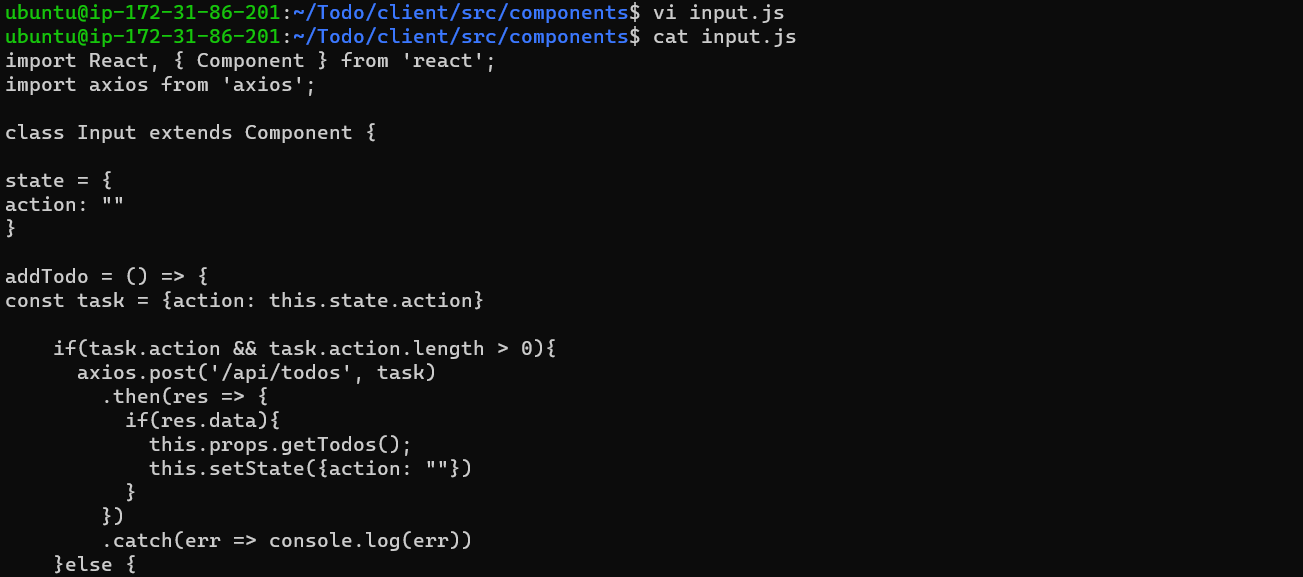 ubuntu@ip-172-31-86-201:~/Todo/client/src/components$ vi input.js
ubuntu@ip-172-31-86-201:~/Todo/client/src/components$ cat input.js
import React, { Component } from 'react';
import axios from 'axios';

class Input extends Component {

state = {
action: ""
}

addTodo = () => {
const task = {action: this.state.action}

    if(task.action && task.action.length > 0){
      axios.post('/api/todos', task)
        .then(res => {
          if(res.data){
            this.props.getTodos();
            this.setState({action: ""})
          }
        })
        .catch(err => console.log(err))
    }else {